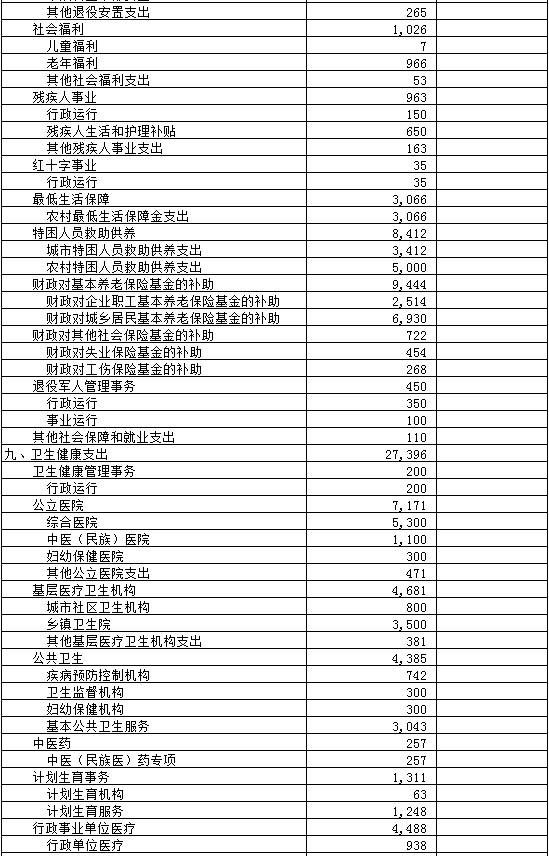 其他退役安置支出 265
社会福利 1,026
儿童福利 7
老年福利 966
其他社会福利支出 53
残疾人事业 963
行政运行 150
残疾人生活和护理补贴 650
其他残疾人事业支出 163
红十字事业 35
行政运行 35
最低生活保障 3,066
农村最低生活保障金支出 3,066
特困人员救助供养 8,412
城市特困人员救助供养支出 3,412
农村特困人员救助供养支出 5,000
财政对基本养老保险基金的补助 9,444
财政对企业职工基本养老保险基金的补助 2,514
财政对城乡居民基本养老保险基金的补助 6,930
财政对其他社会保险基金的补助 722
财政对失业保险基金的补助 454
财政对工伤保险基金的补助 268
退役军人管理事务 450
行政运行 350
事业运行 100
其他社会保障和就业支出 110
九、卫生健康支出 27,396
卫生健康管理事务 200
行政运行 200
公立医院 7,171
综合医院 5,300
中医（民族）医院 1,100
妇幼保健医院 300
其他公立医院支出 471
基层医疗卫生机构 4,681
城市社区卫生机构 800
乡镇卫生院 3,500
其他基层医疗卫生机构支出 381
公共卫生 4,385
疾病预防控制机构 742
卫生监督机构 300
妇幼保健机构 300
基本公共卫生服务 3,043
中医药 257
中医（民族医）药专项 257
计划生育事务 1,311
计划生育机构 63
计划生育服务 1,248
行政事业单位医疗 4,488
行政单位医疗 938